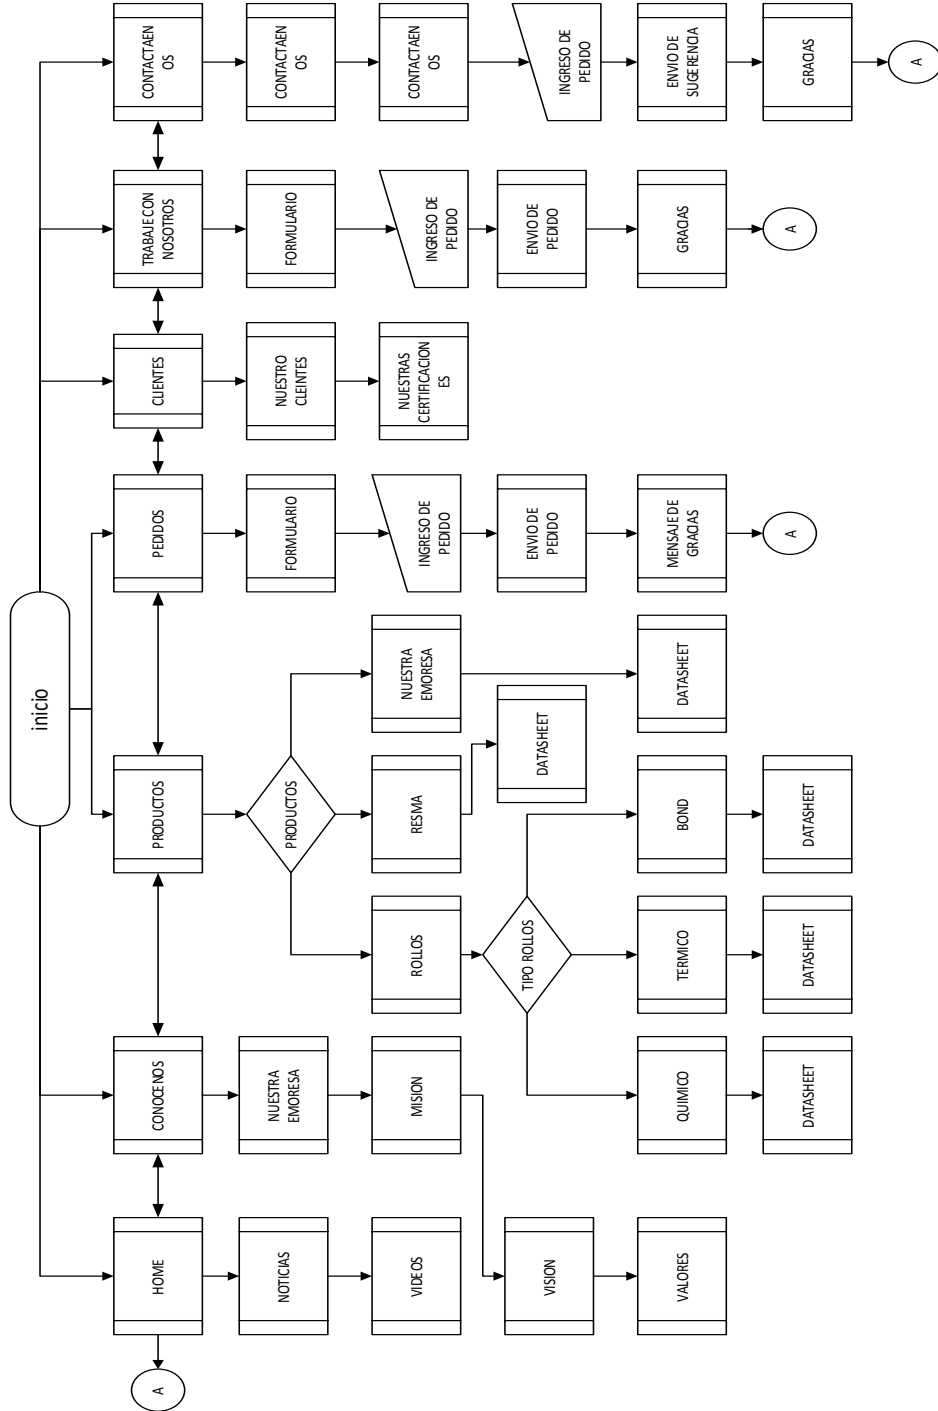 inicio
HOME
CONOCENOS
PRODUCTOS
PEDIDOS
CLIENTES
TRABAJE CON
NOSOTROS
CONTACTAEN
OS
A
NOTICIAS
NUESTRA
EMORESA
PRODUCTOS
FORMULARIO
NUESTRO
CLEINTES
FORMULARIO
CONTACTAEN
OS
VIDEOS
MISION
ROLLOS
RESMA
NUESTRA
EMORESA
INGRESO DE
PEDIDO
NUESTRAS
CERTIFICACION
ES
INGRESO DE
PEDIDO
CONTACTAEN
OS
VISION
TIPO ROLLOS
DATASHEET
ENVIO DE
PEDIDO
ENVIO DE
PEDIDO
INGRESO DE
PEDIDO
VALORES
QUIMICO
TERMICO
BOND
DATASHEET
MENSAJE DE
GRACIAS
GRACIAS
ENVIO DE
SUGERENCIA
DATASHEET
DATASHEET
DATASHEET
A
A
GRACIAS
A